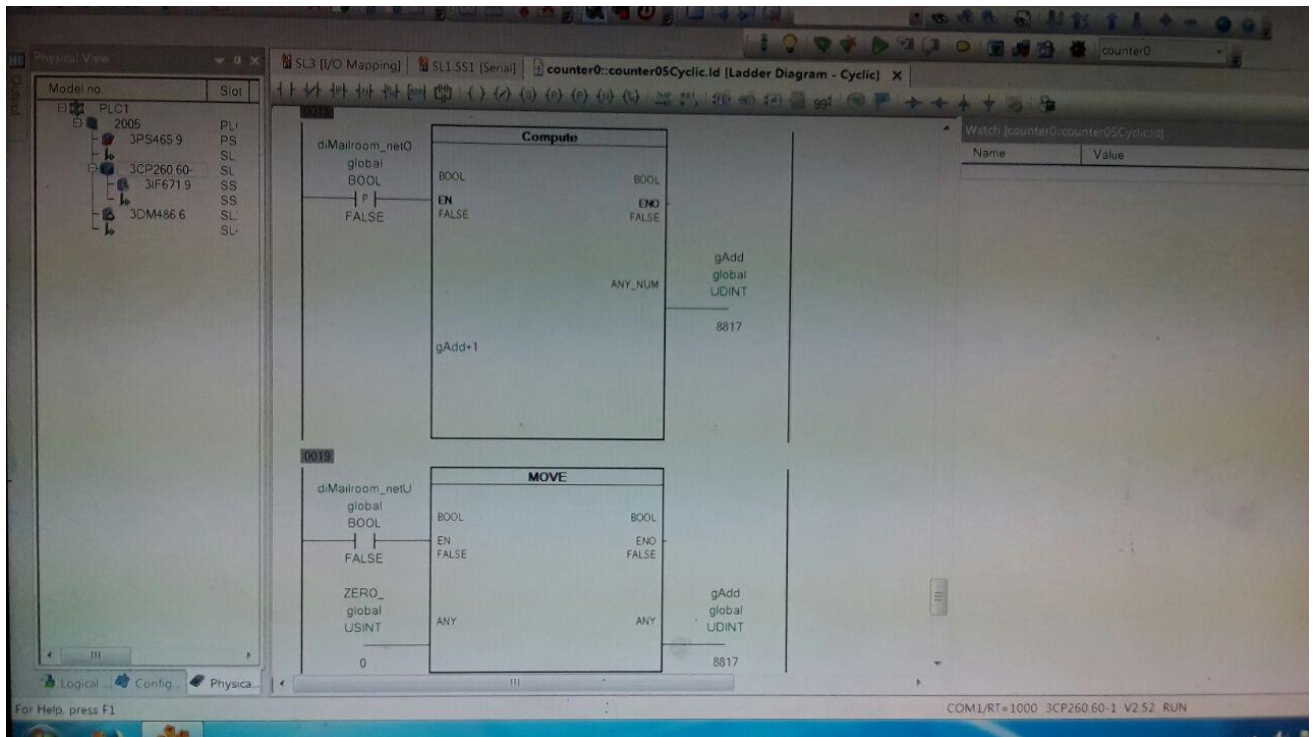 counter0
Physical View
SL3 [I/O Mapping]
SL1.SS1 [Serial]
counter0::counter05Cyclic.ld [Ladder Diagram - Cyclic]
Output
Model no
Slot
PLC1
2005
3PS465 9
PS
SL
3CP260 60-
SL
3IF671 9
SS
SS
3DM486 6
SL
Watch [counter0::counter05Cyclic.ld]
Name
Value
Compute
diMailroom_netO
global
BOOL
P
FALSE
BOOL
BOOL
EN
ENO
FALSE
FALSE
ANY_NUM
gAdd
global
UDINT
8817
gAdd+1
0019
MOVE
diMailroom_netU
global
BOOL
FALSE
BOOL
BOOL
EN
ENO
FALSE
FALSE
ZERO_
global
USINT
0
ANY
ANY
gAdd
global
UDINT
8817
Logical
Config...
Physica...
For Help, press F1
COM1/RT=1000 3CP260.60-1 V2.52 RUN